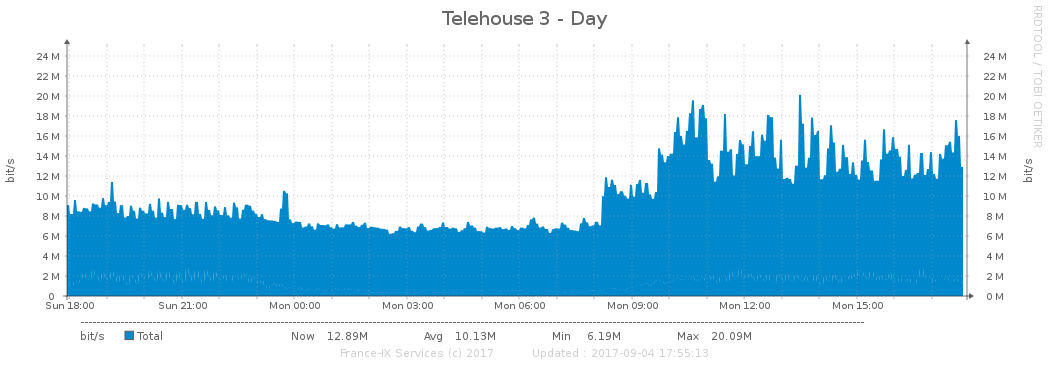 Telehouse 3 - Day
RRDTOOL / TOBI OETIKER
24 M 24 M
22 M 22 M
20 M 20 M
18 M 18 M
16 M 16 M
14 M 14 M
12 M 12 M
10 M 10 M
8 M 8 M
6 M 6 M
4 M 4 M
2 M 2 M
0 0 M
bit/s bit/s
Sun 18:00 Sun 21:00 Mon 00:00 Mon 03:00 Mon 06:00 Mon 09:00 Mon 12:00 Mon 15:00
bit/s Total Now 12.89M Avg 10.13M Min 6.19M Max 20.09M
France-IX Services (c) 2017 Updated : 2017-09-04 17:55:13